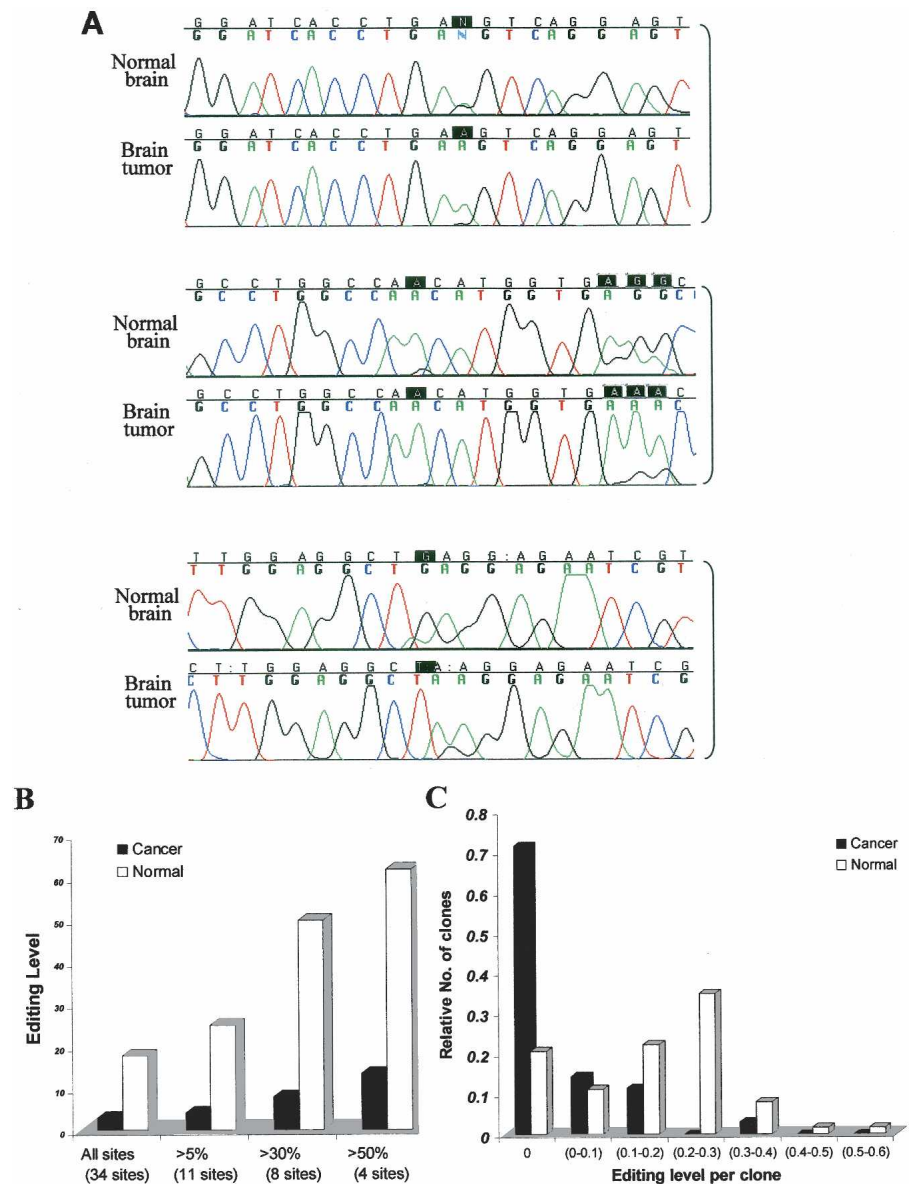 A
G G A T C A C C T G A N G T C A G G A G T
G G A T C A C C T G A N G T C A G G A G T
Normal
brain
G G A T C A C C T G A A G T C A G G A G T
G G A T C A C C T G A A G T C A G G A G T
Brain
tumor
G C C T G G C C A A C A T G G T G A G G C
G C C T G G C C A A C A T G G T G A G G C
Normal
brain
G C C T G G C C A A C A T G G T G A A A C
G C C T G G C C A A C A T G G T G A A A C
Brain
tumor
T T G G A G G C T G A G G : A G A A T C G T
T T G G A G G C T G A G G A G A A T C G T
Normal
brain
C T : T G G A G G C T A : A G G A G A A T C G
C T T G G A G G C T A A G G A G A A T C G
Brain
tumor
B
70
60
50
40
30
20
10
0
Editing Level
Cancer
Normal
All sites
(34 sites)
>5%
(11 sites)
>30%
(8 sites)
>50%
(4 sites)
C
0.8
0.7
0.6
0.5
0.4
0.3
0.2
0.1
0
Relative No. of clones
Cancer
Normal
0 (0-0.1) (0.1-0.2) (0.2-0.3) (0.3-0.4) (0.4-0.5) (0.5-0.6)
Editing level per clone